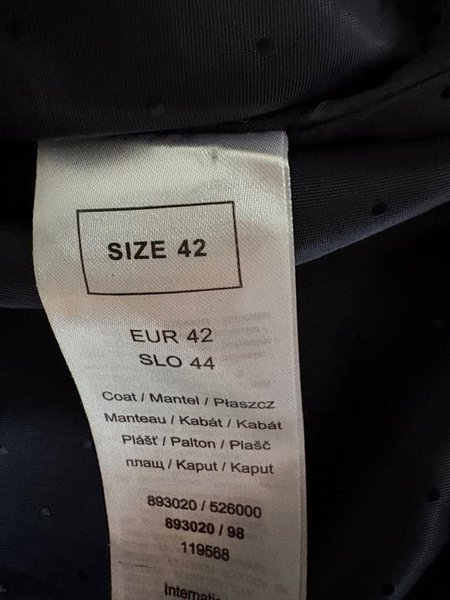 SIZE 42
EUR 42
SLO 44
Coat / Mantel / Płaszcz
Manteau / Kabát / Kabát
Plášť / Palton / Plašč
плащ / Kaput / Kaput
893020 / 526000
893020 / 98
119568